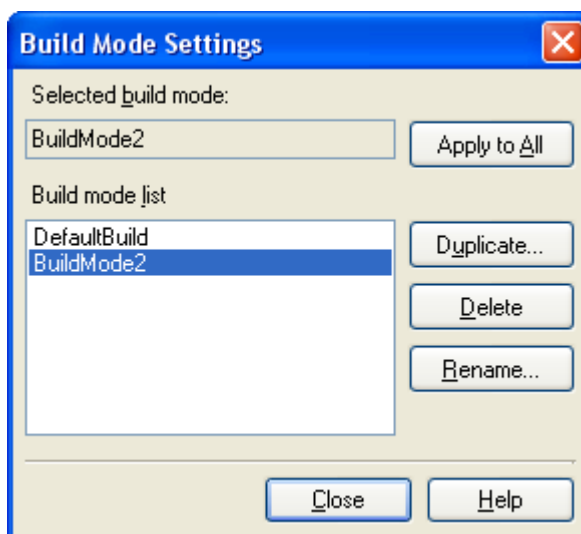 Build Mode Settings
Selected build mode:
BuildMode2
Apply to All
Build mode list
DefaultBuild
BuildMode2
Duplicate...
Delete
Rename...
Close
Help